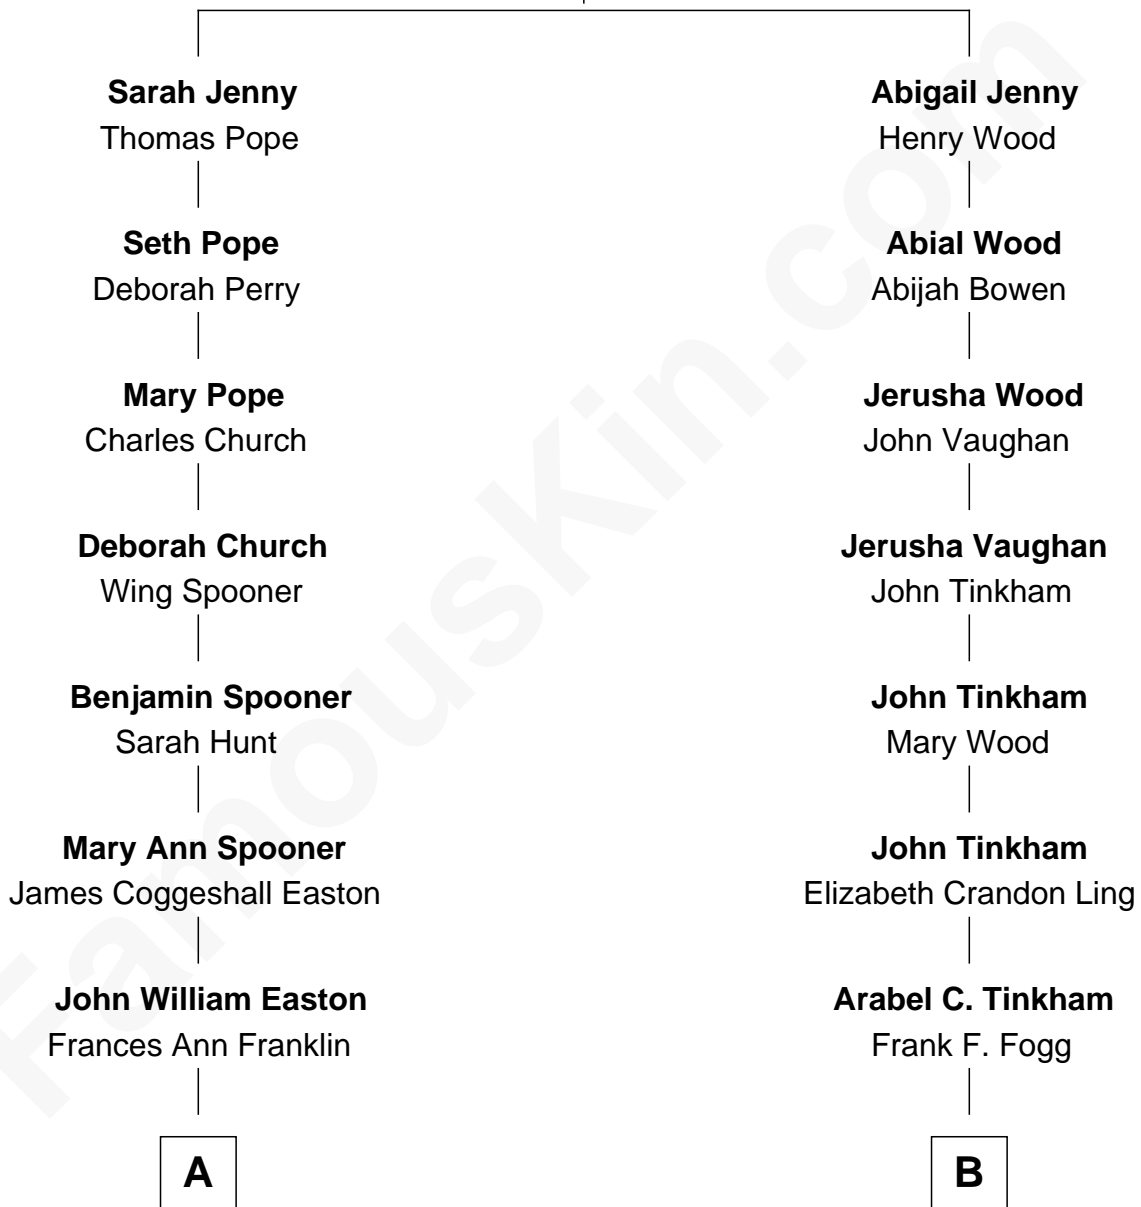 Sarah Jenny
Thomas Pope
Seth Pope
Deborah Perry
Mary Pope
Charles Church
Deborah Church
Wing Spooner
Benjamin Spooner
Sarah Hunt
Mary Ann Spooner
James Coggeshall Easton
John William Easton
Frances Ann Franklin
A
Abigail Jenny
Henry Wood
Abial Wood
Abijah Bowen
Jerusha Wood
John Vaughan
Jerusha Vaughan
John Tinkham
John Tinkham
Mary Wood
John Tinkham
Elizabeth Crandon Ling
Arabel C. Tinkham
Frank F. Fogg
B
FamousKin.com